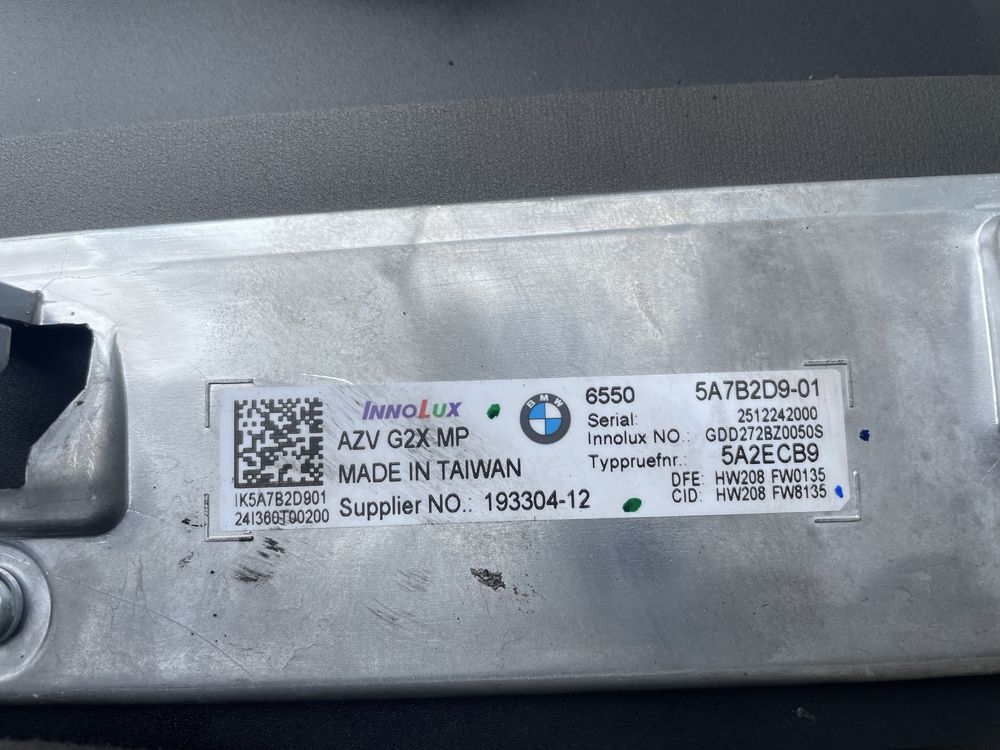 INNOLUX
AZV G2X MP
MADE IN TAIWAN
Supplier NO.: 193304-12
IK5A7B2D901
24I360T00200
BMW
6550 5A7B2D9-01
Serial: 2512242000
Innolux NO.: GDD272BZ0050S
Typpruefnr.: 5A2ECB9
DFE: HW208 FW0135
CID: HW208 FW8135